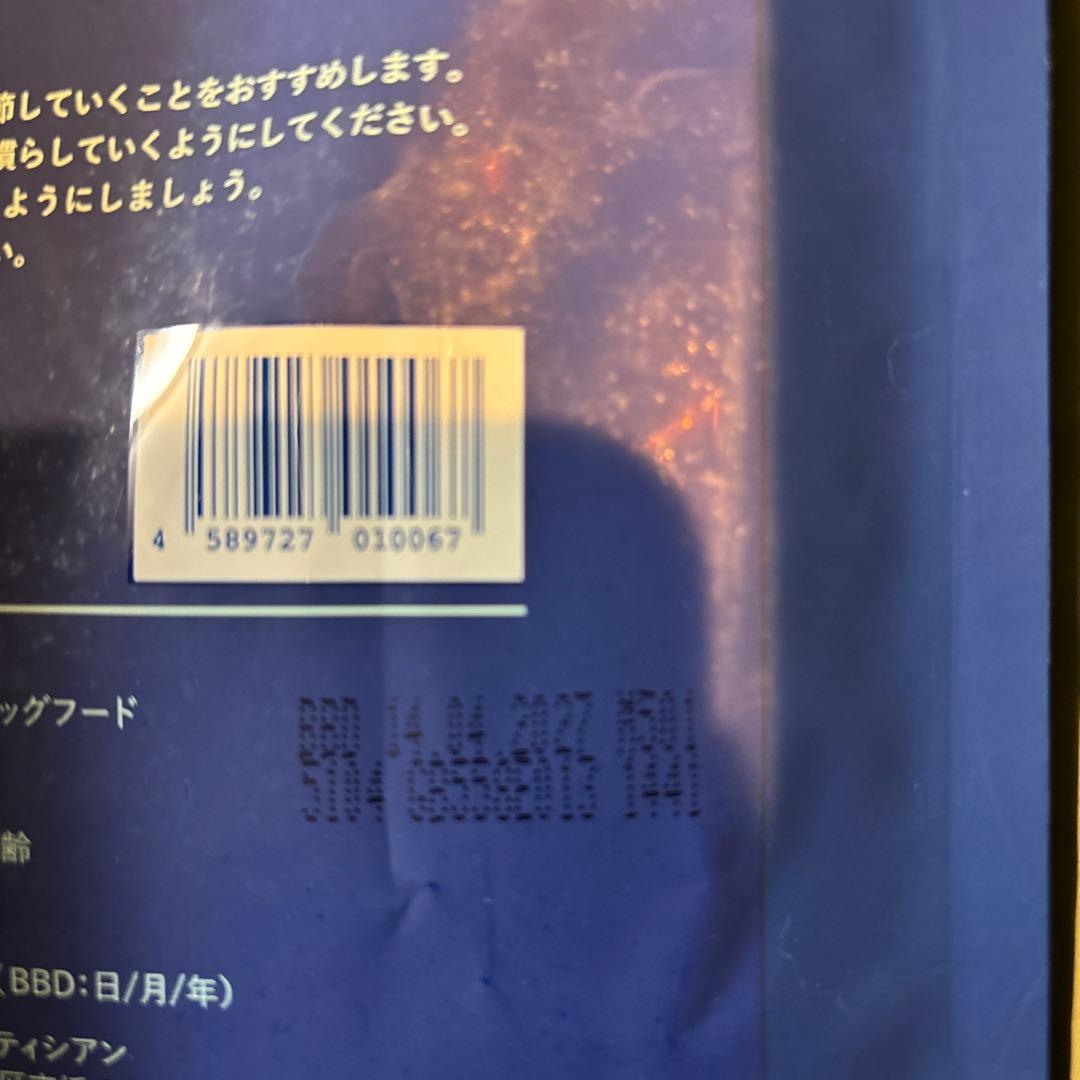 節していくことをおすすめします。
慣らしていくようにしてください。
ようにしましょう。
い。
4 589727 010067
ッグフード
BBD 14.04.2027
齢
(BBD:日/月/年)
ティシアン